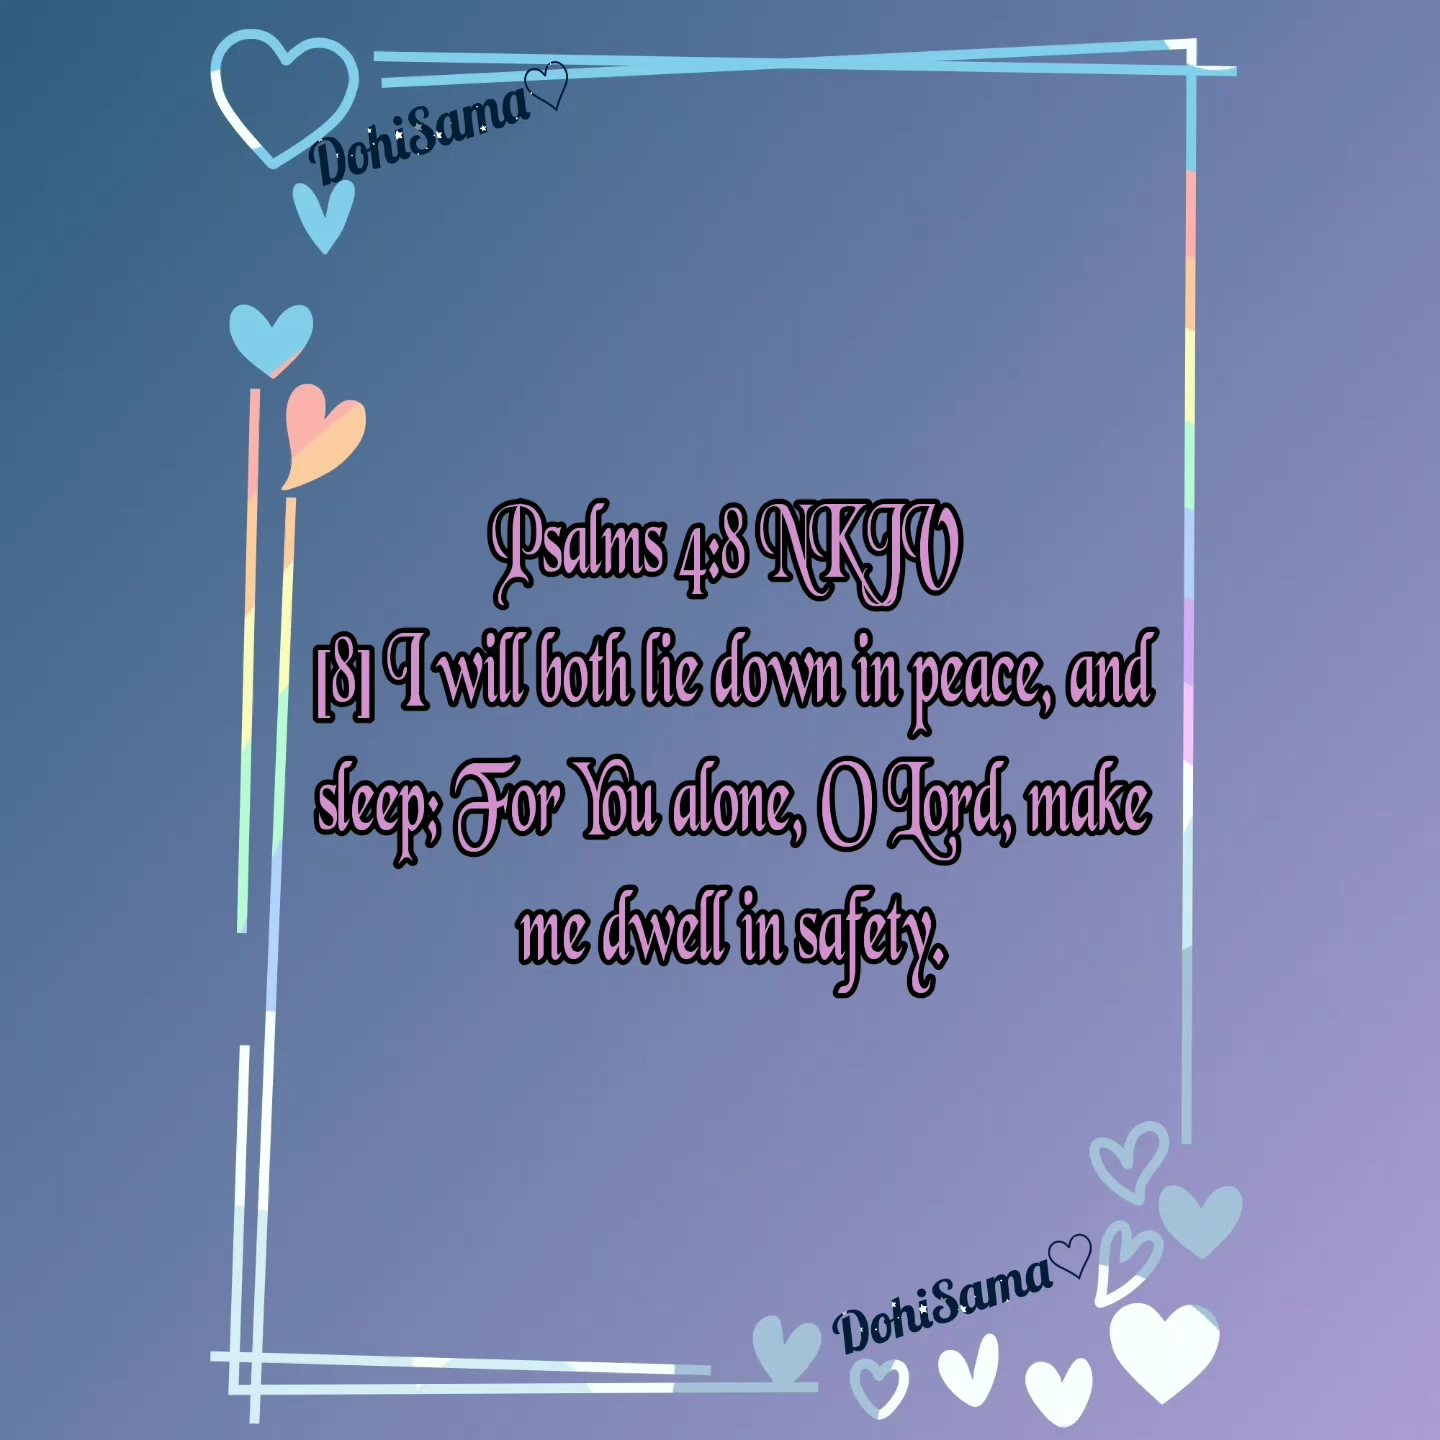 DohiSama♡
Psalms 4:8 NKJV
[8] I will both lie down in peace, and
sleep; For You alone, O Lord, make
me dwell in safety.
DohiSama♡